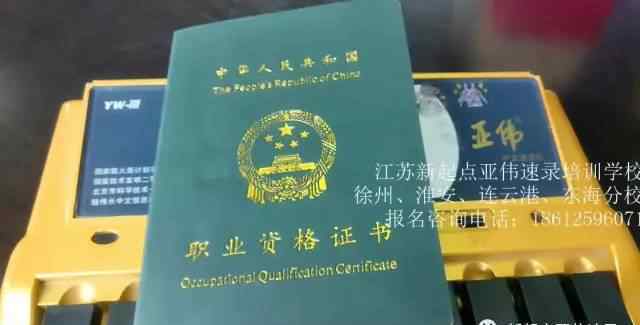 中华人民共和国
The People's Republic of China
职业资格证书
Occupational Qualification Certificate
YW-Ⅲ
亚伟
江苏新起点亚伟速录培训学校
徐州、淮安、连云港、东海分校
报名咨询电话：18612596071